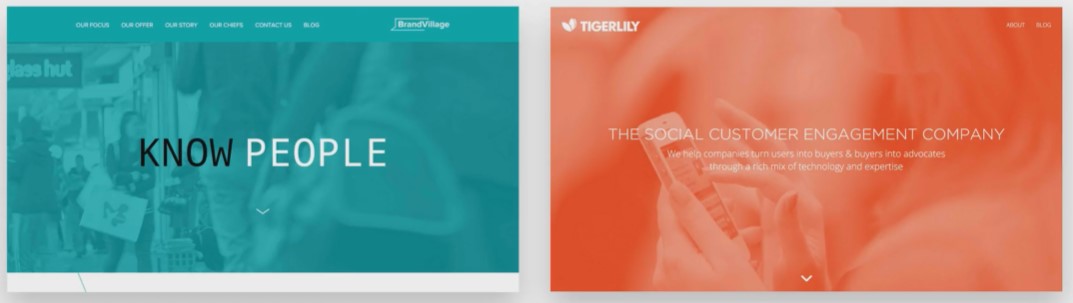 OUR FOCUS OUR OFFER OUR STORY OUR CHIEFS CONTACT US BLOG BrandVillage
glass hut
KNOW PEOPLE
TIGERLILY ABOUT BLOG
THE SOCIAL CUSTOMER ENGAGEMENT COMPANY
We help companies turn users into buyers & buyers into advocates
through a rich mix of technology and expertise